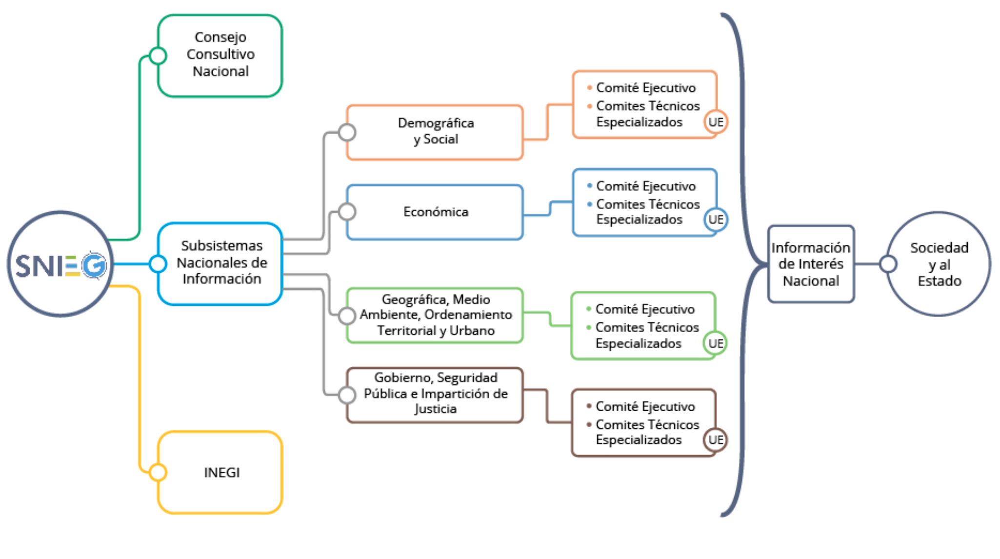 Consejo
Consultivo
Nacional
SNIEG
Subsistemas
Nacionales de
Información
INEGI
Demográfica
y Social
Económica
Geográfica, Medio
Ambiente, Ordenamiento
Territorial y Urbano
Gobierno, Seguridad
Pública e Impartición de
Justicia
• Comité Ejecutivo
• Comites Técnicos
Especializados
UE
• Comité Ejecutivo
• Comites Técnicos
Especializados
UE
• Comité Ejecutivo
• Comites Técnicos
Especializados
UE
• Comité Ejecutivo
• Comites Técnicos
Especializados
UE
Información
de Interés
Nacional
Sociedad
y al
Estado